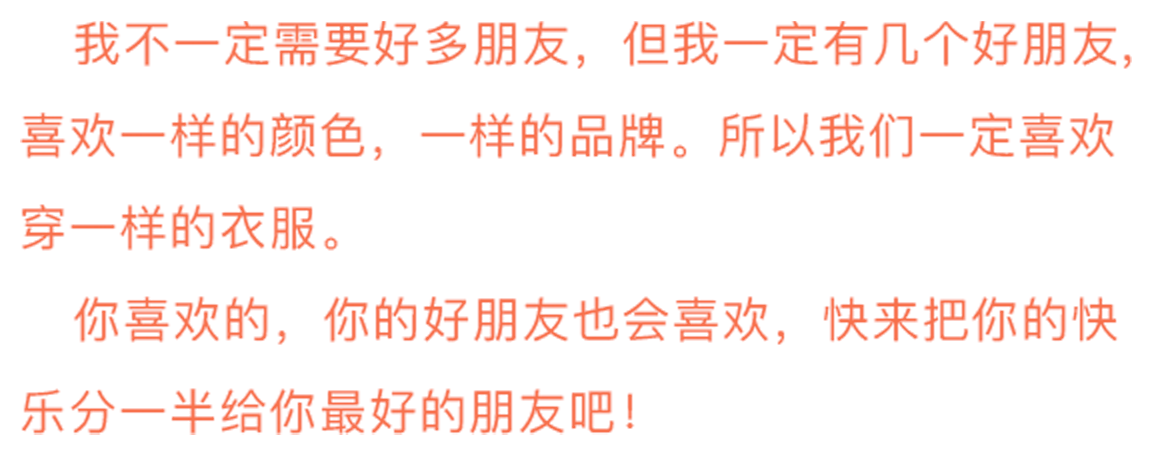 我不一定需要好多朋友，但我一定有几个好朋友，
喜欢一样的颜色，一样的品牌。所以我们一定喜欢
穿一样的衣服。
你喜欢的，你的好朋友也会喜欢，快来把你的快
乐分一半给你最好的朋友吧！